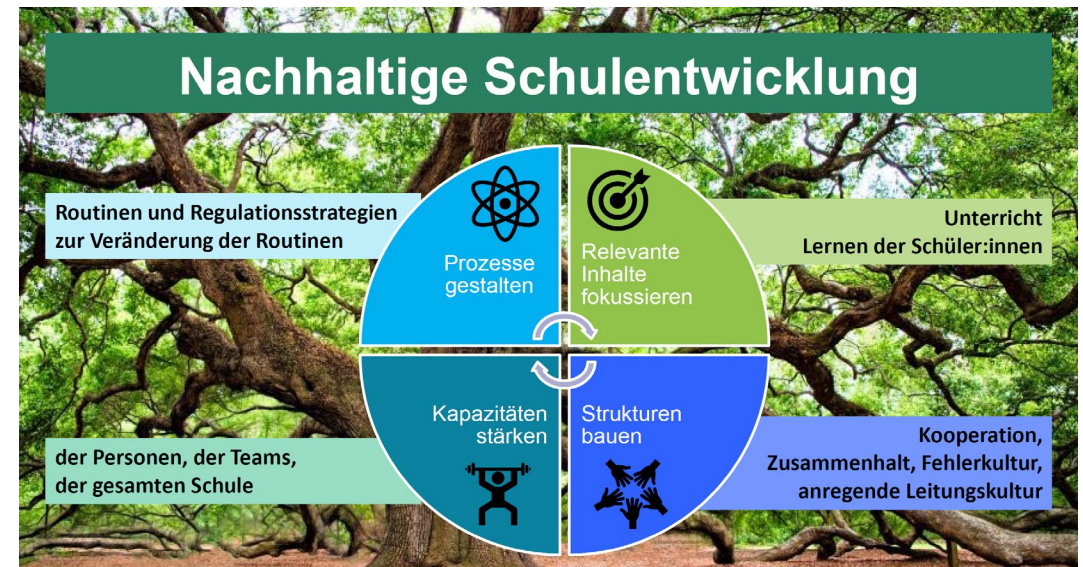 Nachhaltige Schulentwicklung
Routinen und Regulationsstrategien
zur Veränderung der Routinen
Prozesse
gestalten
Relevante
Inhalte
fokussieren
Unterricht
Lernen der Schüler:innen
der Personen, der Teams,
der gesamten Schule
Kapazitäten
stärken
Strukturen
bauen
Kooperation,
Zusammenhalt, Fehlerkultur,
anregende Leitungskultur